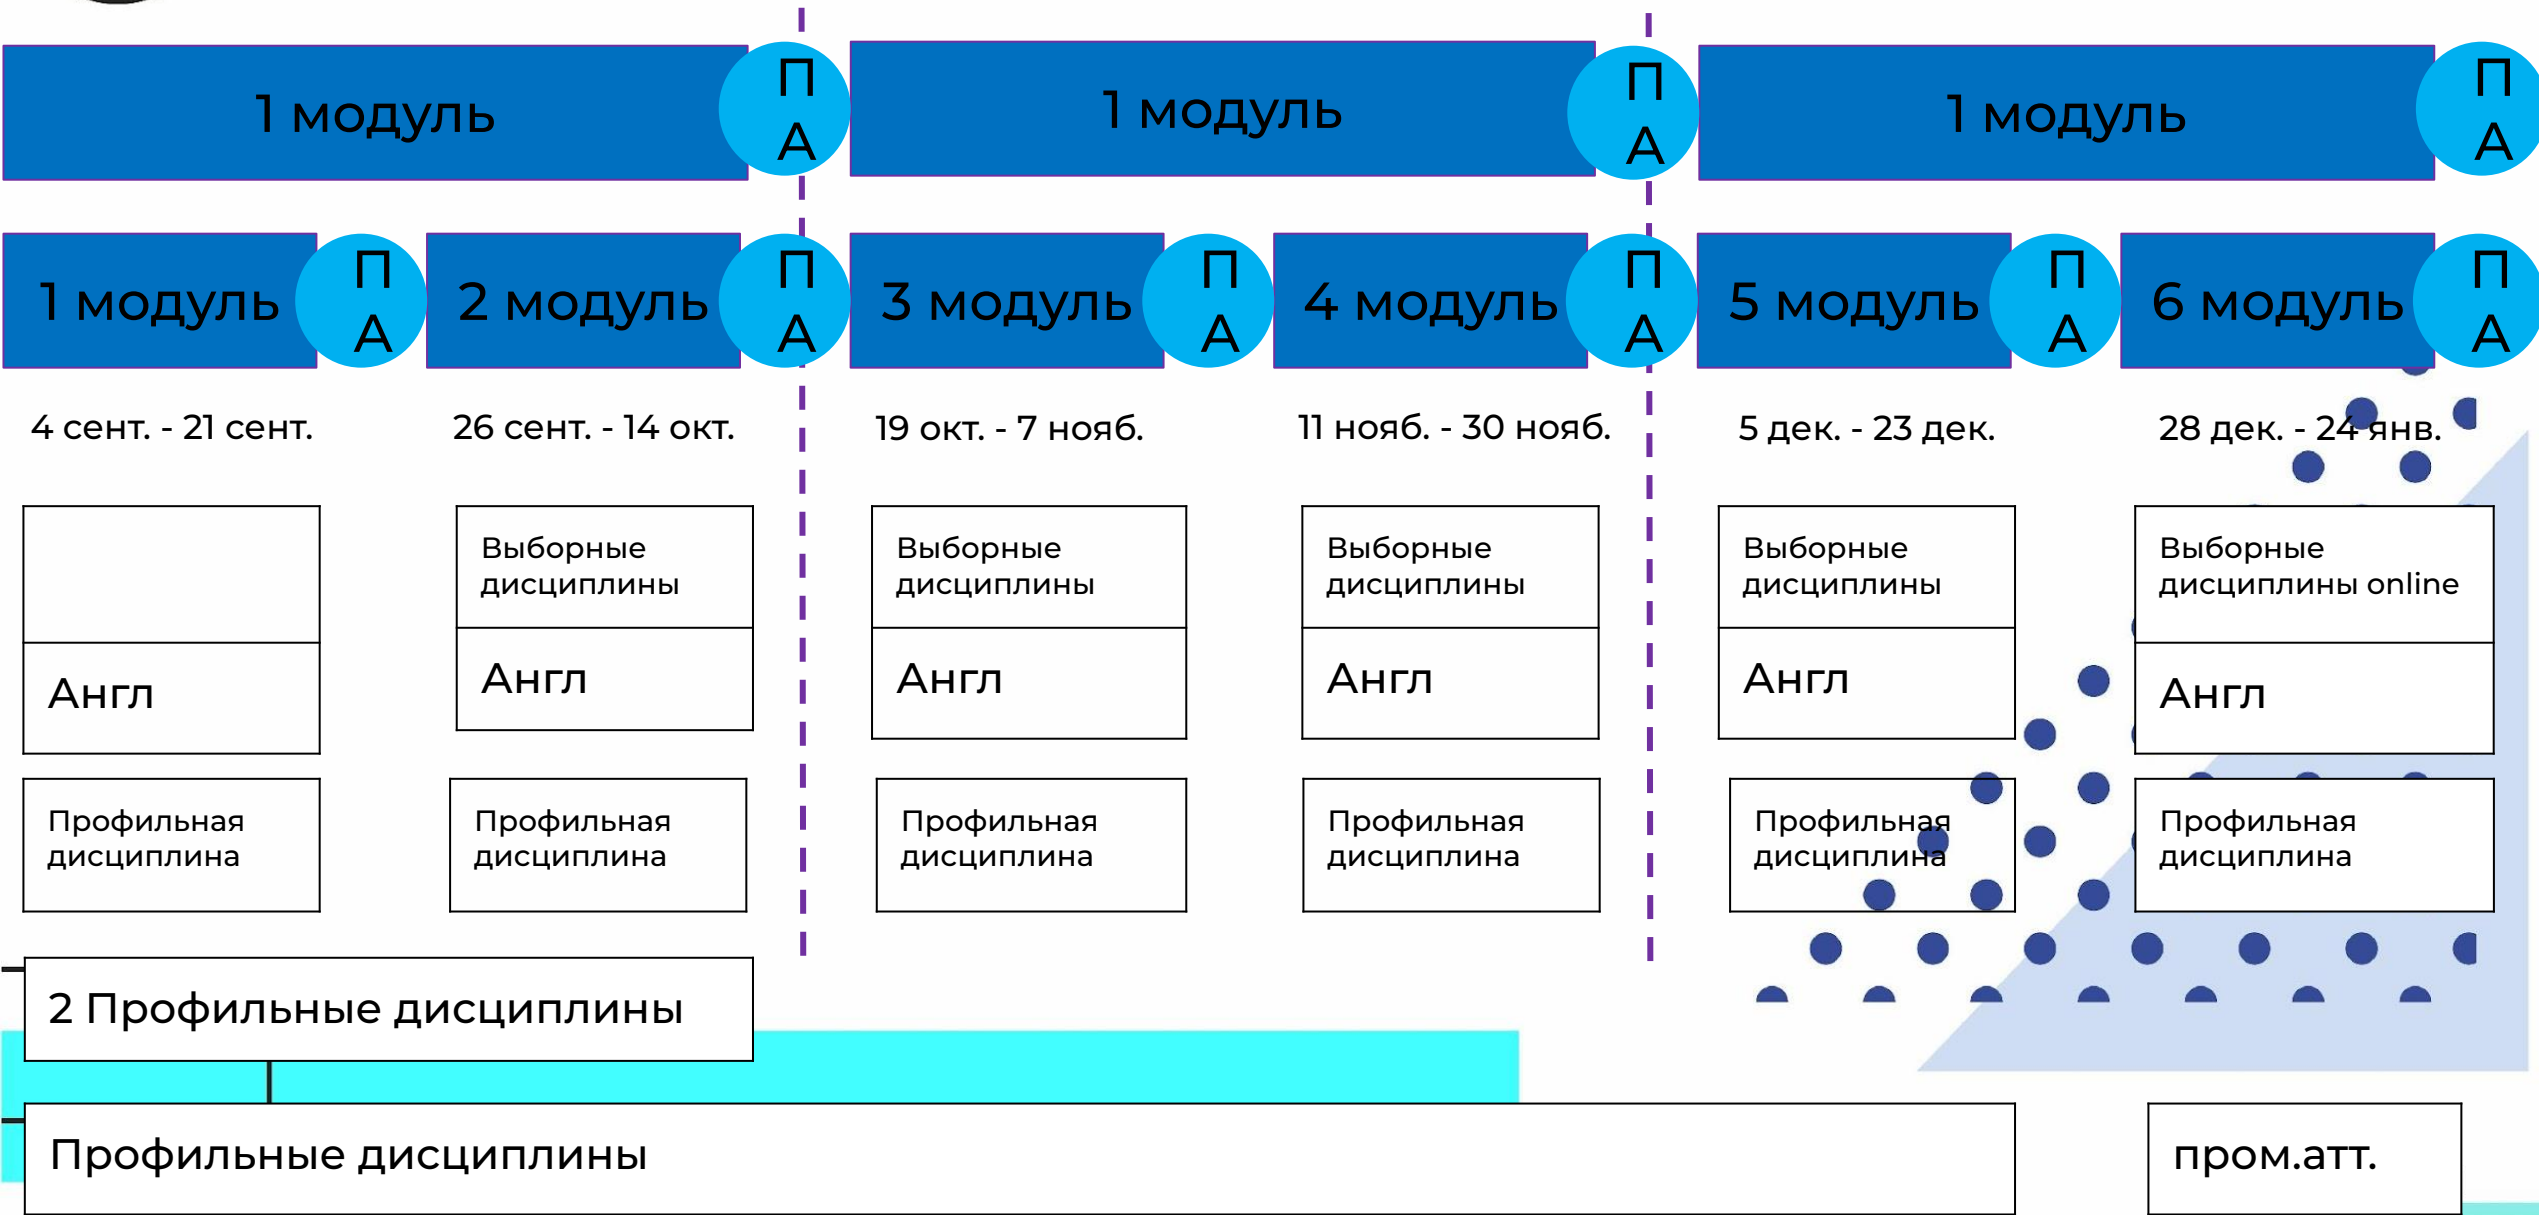 1 модуль
П
А
1 модуль
П
А
1 модуль
П
А
1 модуль
П
А
2 модуль
П
А
3 модуль
П
А
4 модуль
П
А
5 модуль
П
А
6 модуль
П
А
4 сент. - 21 сент.
26 сент. - 14 окт.
19 окт. - 7 нояб.
11 нояб. - 30 нояб.
5 дек. - 23 дек.
28 дек. - 24 янв.
Выборные
дисциплины
Выборные
дисциплины
Выборные
дисциплины
Выборные
дисциплины
Выборные
дисциплины online
Англ
Англ
Англ
Англ
Англ
Англ
Профильная
дисциплина
Профильная
дисциплина
Профильная
дисциплина
Профильная
дисциплина
Профильная
дисциплина
Профильная
дисциплина
2 Профильные дисциплины
Профильные дисциплины
пром.атт.